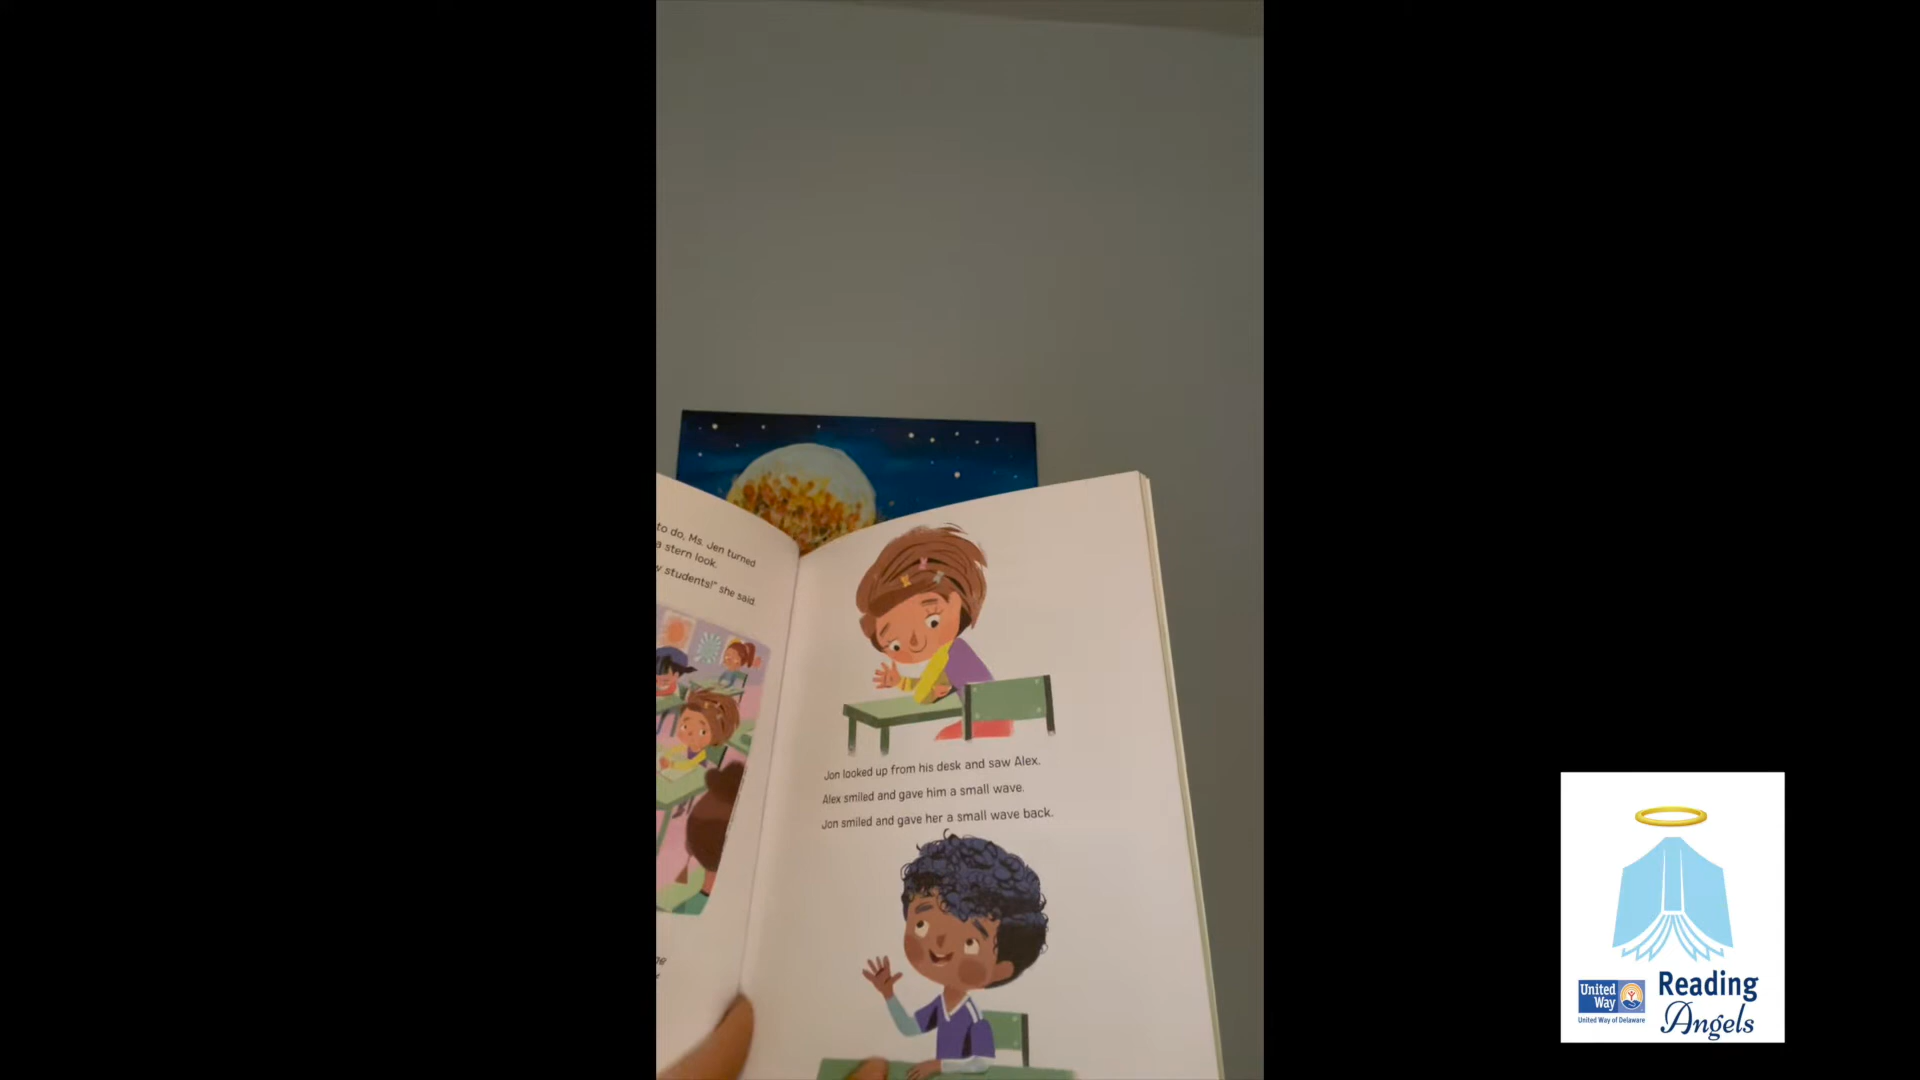 to do, Ms. Jen turned
a stern look.
students!" she said.
Jon looked up from his desk and saw Alex.
Alex smiled and gave him a small wave.
Jon smiled and gave her a small wave back.
United
Way
United Way of Delaware
Reading
Angels